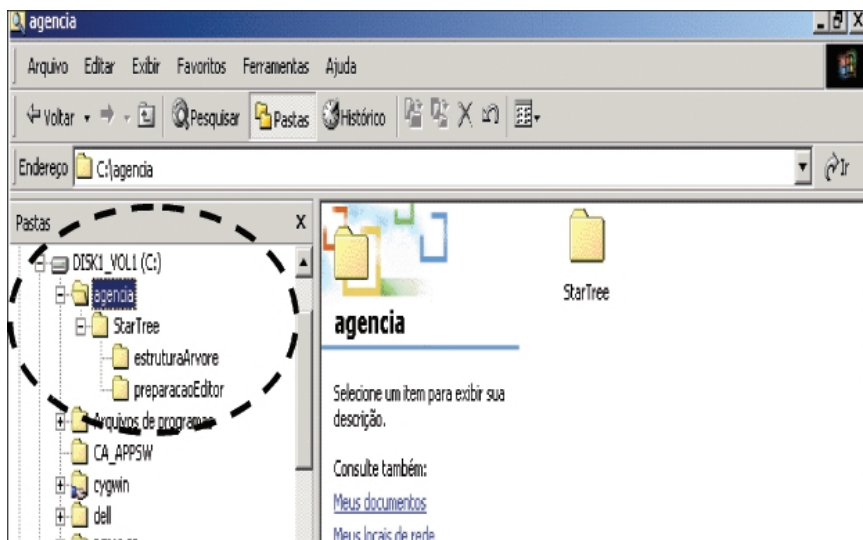 agencia
Arquivo Editar Exibir Favoritos Ferramentas Ajuda
Voltar Pesquisar Pastas Histórico
Endereço C:\agencia Ir
Pastas x
DISK1_VOL1 (C:)
agencia
StarTree
estruturaArvore
preparacaoEditor
Arquivos de programas
CA_APPSW
cygwin
dell
StarTree
agencia
Selecione um item para exibir sua
descrição.
Consulte também:
Meus documentos
Meus locais de rede